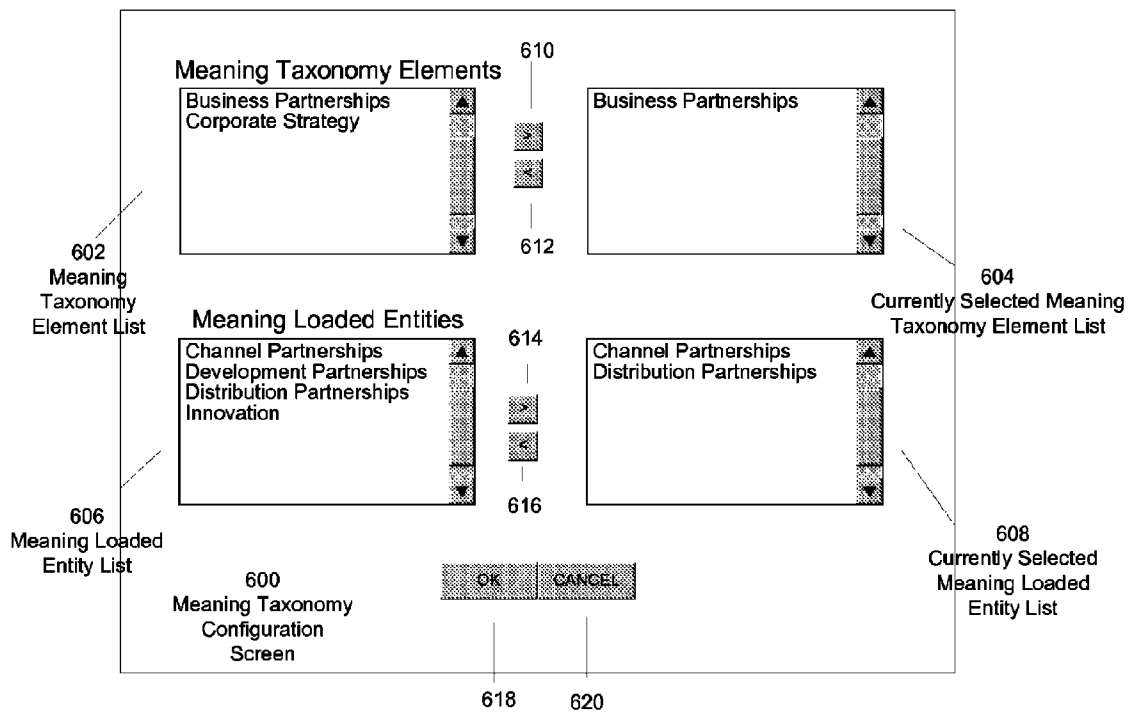 610
Meaning Taxonomy Elements
Business Partnerships
Corporate Strategy
>
<
Business Partnerships
612
602
Meaning
Taxonomy
Element List
604
Currently Selected Meaning
Taxonomy Element List
Meaning Loaded Entities
614
Channel Partnerships
Development Partnerships
Distribution Partnerships
Innovation
>
<
Channel Partnerships
Distribution Partnerships
616
606
Meaning Loaded
Entity List
608
Currently Selected
Meaning Loaded
Entity List
600
Meaning Taxonomy
Configuration
Screen
OK
CANCEL
618
620